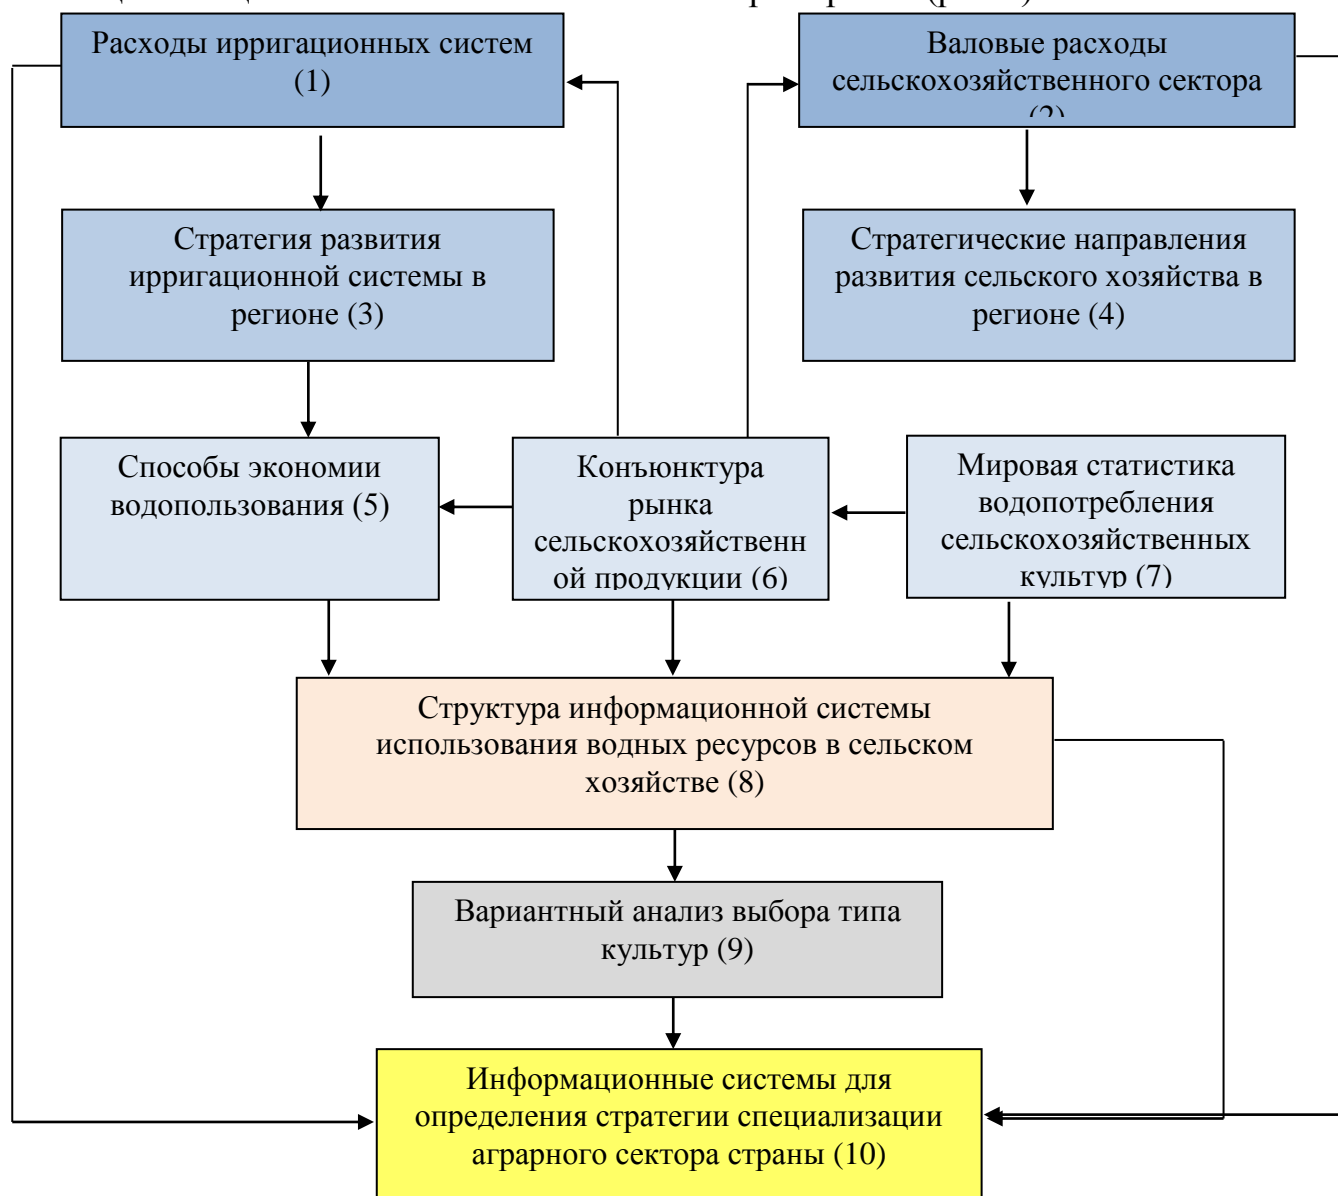 Расходы ирригационных систем
(1)
Валовые расходы
сельскохозяйственного сектора
(2)
Стратегия развития
ирригационной системы в
регионе (3)
Стратегические направления
развития сельского хозяйства в
регионе (4)
Способы экономии
водопользования (5)
Конъюнктура
рынка
сельскохозяйственн
ой продукции (6)
Мировая статистика
водопотребления
сельскохозяйственных
культур (7)
Структура информационной системы
использования водных ресурсов в сельском
хозяйстве (8)
Вариантный анализ выбора типа
культур (9)
Информационные системы для
определения стратегии специализации
аграрного сектора страны (10)